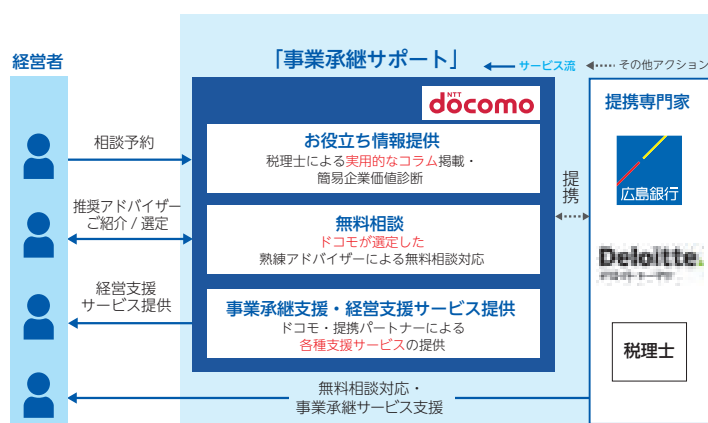 経営者
「事業承継サポート」
サービス流
その他アクション
NTT
döcomo
提携専門家
相談予約
お役立ち情報提供
税理士による実用的なコラム掲載・
簡易企業価値診断
広島銀行
提携
推奨アドバイザー
ご紹介 / 選定
無料相談
ドコモが選定した
熟練アドバイザーによる無料相談対応
Deloitte.
経営支援
サービス提供
事業承継支援・経営支援サービス提供
ドコモ・提携パートナーによる
各種支援サービスの提供
税理士
無料相談対応・
事業承継サービス支援